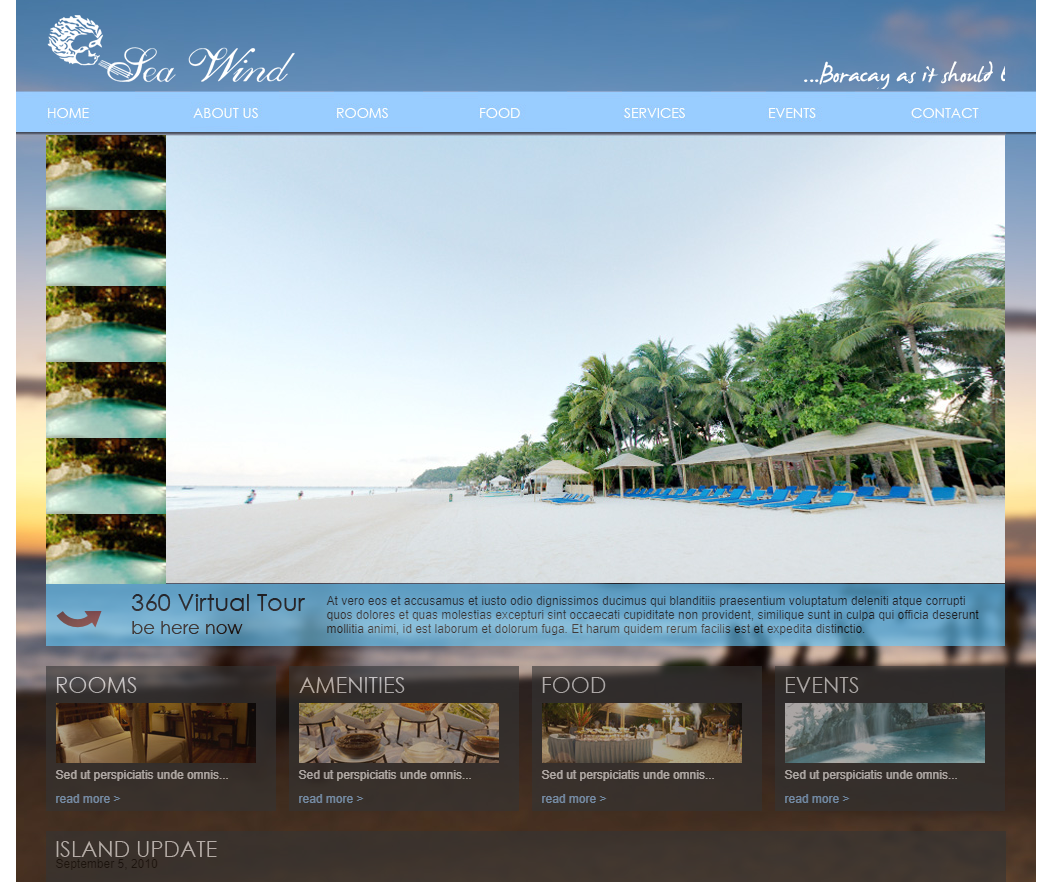 Sea Wind
...Boracay as it should
HOME ABOUT US ROOMS FOOD SERVICES EVENTS CONTACT
360 Virtual Tour
be here now
At vero eos et accusamus et iusto odio dignissimos ducimus qui blanditiis praesentium voluptatum deleniti atque corrupti
quos dolores et quas molestias excepturi sint occaecati cupiditate non provident, similique sunt in culpa qui officia deserunt
mollitia animi, id est laborum et dolorum fuga. Et harum quidem rerum facilis est et expedita distinctio.
ROOMS
Sed ut perspiciatis unde omnis...
read more >
AMENITIES
Sed ut perspiciatis unde omnis...
read more >
FOOD
Sed ut perspiciatis unde omnis...
read more >
EVENTS
Sed ut perspiciatis unde omnis...
read more >
ISLAND UPDATE
September 5, 2010